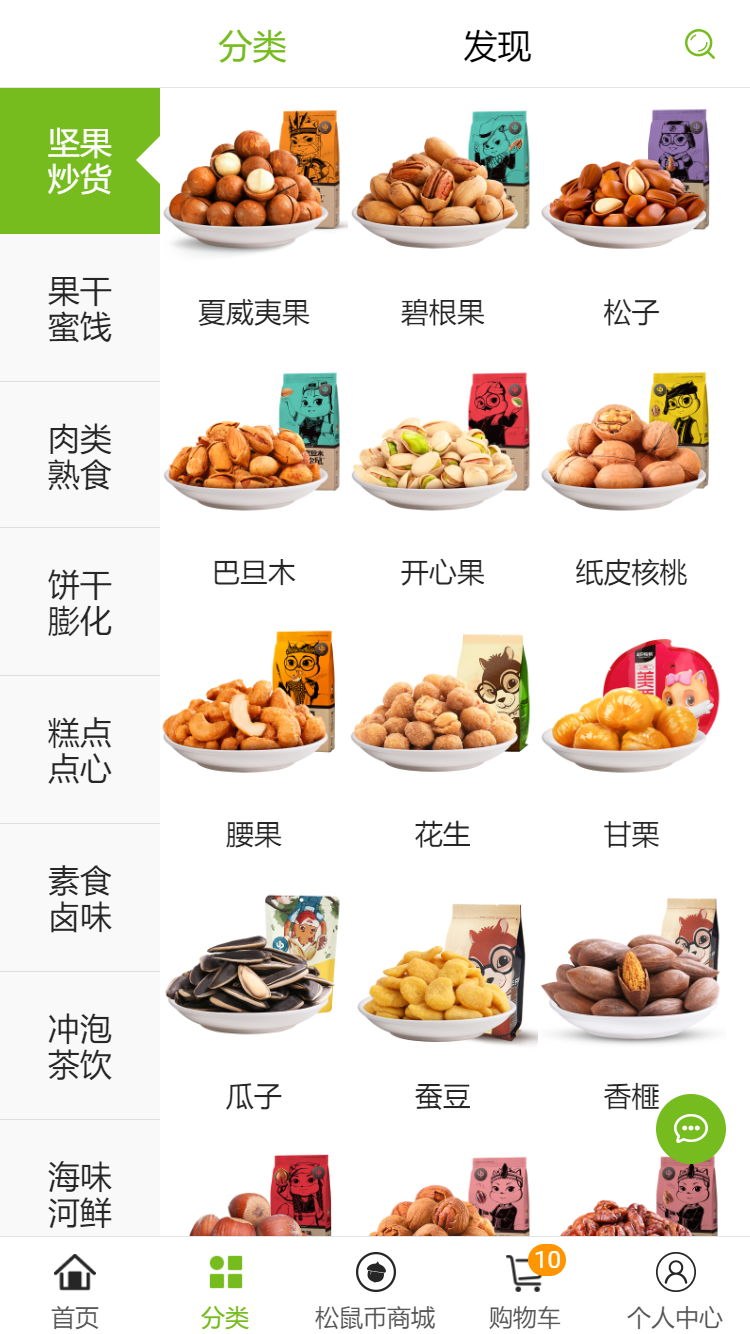 分类
发现
坚果
炒货
果干
蜜饯
肉类
熟食
饼干
膨化
糕点
点心
素食
卤味
冲泡
茶饮
海味
河鲜
夏威夷果
碧根果
松子
巴旦木
开心果
纸皮核桃
腰果
花生
甘栗
瓜子
蚕豆
香榧
首页
分类
松鼠币商城
10
购物车
个人中心